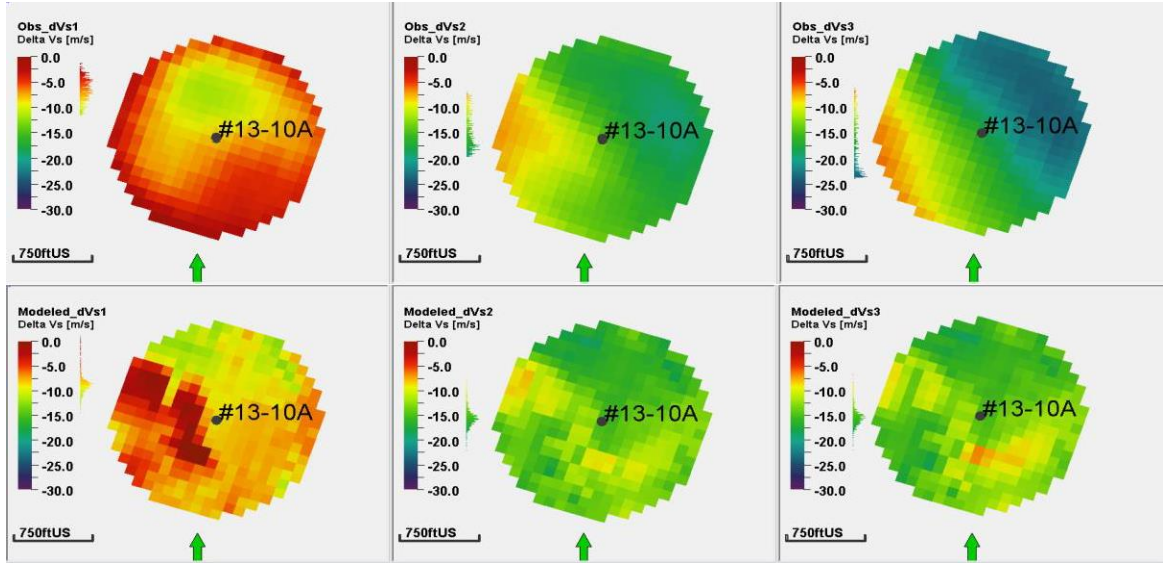 Obs_dVs1
Delta Vs [m/s]
0.0
-5.0
-10.0
-15.0
-20.0
-25.0
-30.0
#13-10A
750ftUS
Obs_dVs2
Delta Vs [m/s]
0.0
-5.0
-10.0
-15.0
-20.0
-25.0
-30.0
#13-10A
750ftUS
Obs_dVs3
Delta Vs [m/s]
0.0
-5.0
-10.0
-15.0
-20.0
-25.0
-30.0
#13-10A
750ftUS
Modeled_dVs1
Delta Vs [m/s]
0.0
-5.0
-10.0
-15.0
-20.0
-25.0
-30.0
#13-10A
750ftUS
Modeled_dVs2
Delta Vs [m/s]
0.0
-5.0
-10.0
-15.0
-20.0
-25.0
-30.0
#13-10A
750ftUS
Modeled_dVs3
Delta Vs [m/s]
0.0
-5.0
-10.0
-15.0
-20.0
-25.0
-30.0
#13-10A
750ftUS